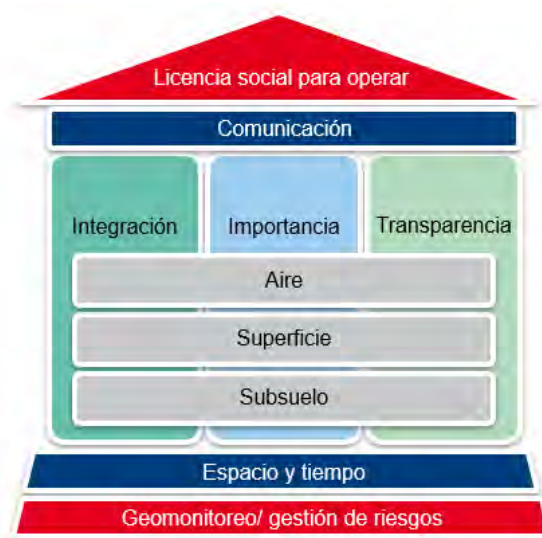 Licencia social para operar
Comunicación
Integración
Importancia
Transparencia
Aire
Superficie
Subsuelo
Espacio y tiempo
Geomonitoreo/ gestión de riesgos